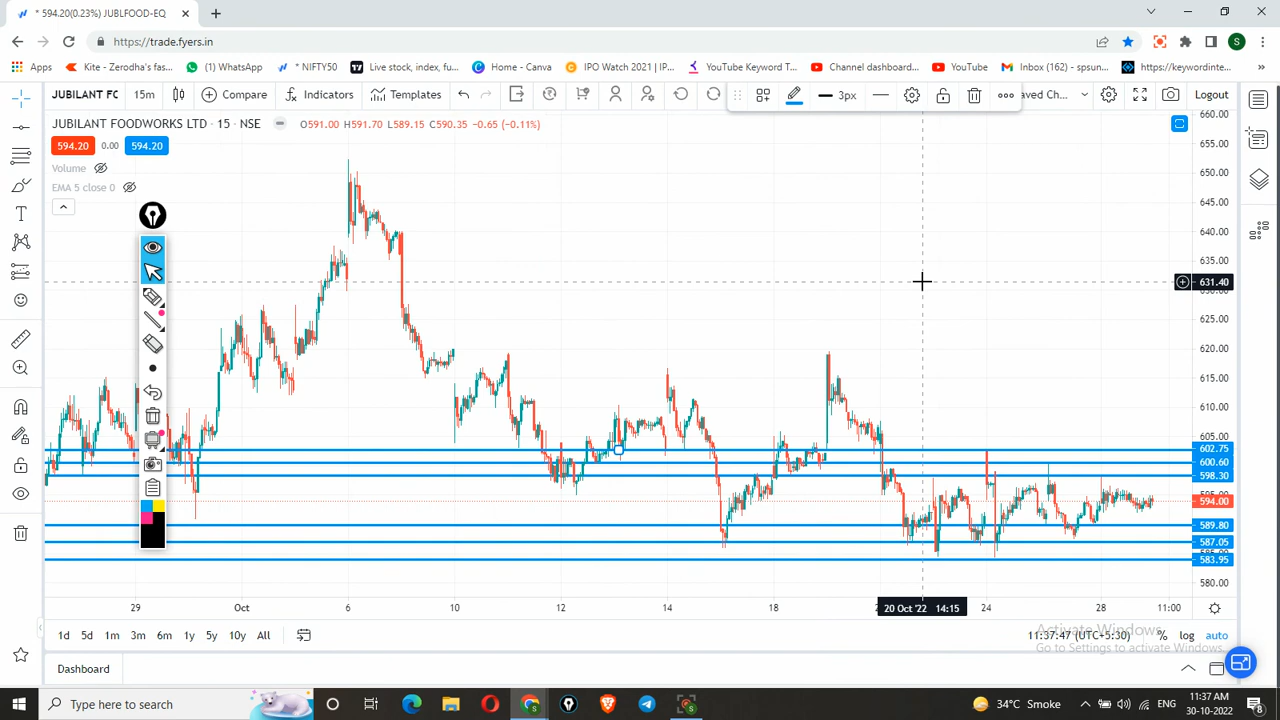 * 594.20(0.23%) JUBLFOOD-EQ
https://trade.fyers.in
S
Apps
Kite - Zerodha's fas...
(1) WhatsApp
* NIFTY50
Live stock, index, fu...
Home - Canva
IPO Watch 2021 | IP...
YouTube Keyword T...
Channel dashboard...
YouTube
Inbox (162) - spsun...
https://keywordinte...
»
JUBILANT FC
15m
Compare
Indicators
Templates
3px
aved Ch...
Logout
JUBILANT FOODWORKS LTD · 15 · NSE
O591.00 H591.70 L589.15 C590.35 -0.65 (-0.11%)
594.20 0.00 594.20
Volume
EMA 5 close 0
660.00
655.00
650.00
645.00
640.00
635.00
631.40
625.00
620.00
615.00
610.00
605.00
602.75
600.60
598.30
594.00
589.80
587.05
583.95
580.00
29 Oct 6 10 12 14 18 20 Oct '22 14:15 24 28 11:00
1d 5d 1m 3m 6m 1y 5y 10y All
11:37:47 (UTC+5:30) % log auto
Activate Windows
Go to Settings to activate Windows.
Dashboard
Type here to search
34°C Smoke
ENG
11:37 AM
30-10-2022
8